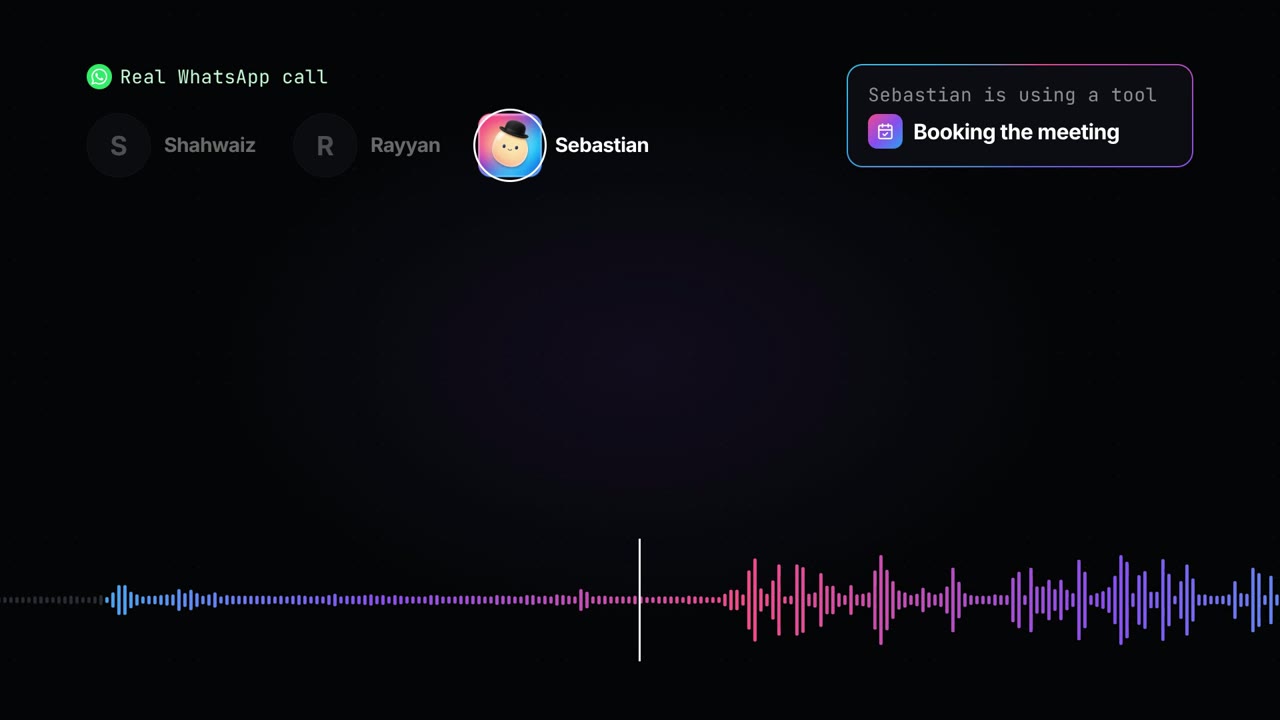 Real WhatsApp call
S Shahwaiz R Rayyan Sebastian
Sebastian is using a tool
Booking the meeting